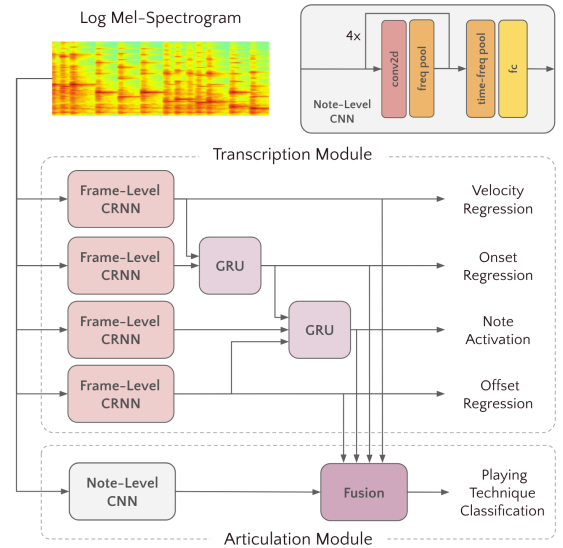 Log Mel-Spectrogram
4x
conv2d
freq pool
time-freq pool
fc
Note-Level
CNN
Transcription Module
Frame-Level
CRNN
Velocity
Regression
Frame-Level
CRNN
GRU
Onset
Regression
Frame-Level
CRNN
GRU
Note
Activation
Frame-Level
CRNN
Offset
Regression
Note-Level
CNN
Fusion
Playing
Technique
Classification
Articulation Module